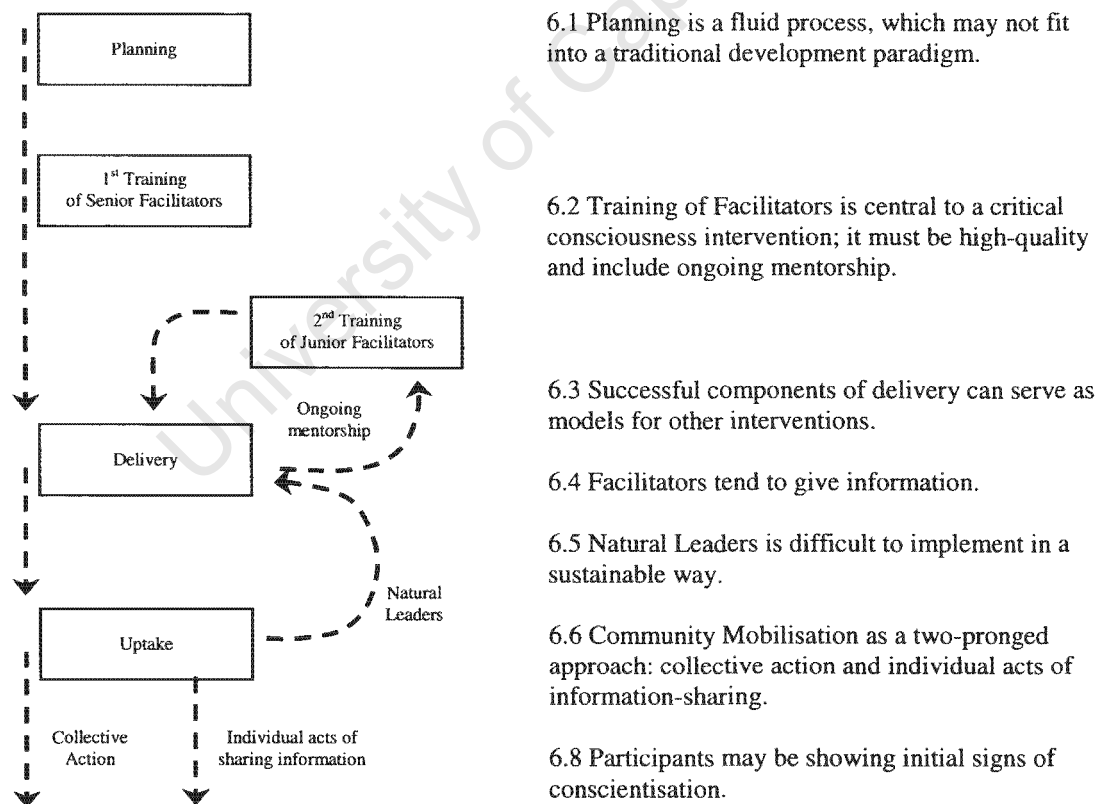 Planning
6.1 Planning is a fluid process, which may not fit
into a traditional development paradigm.
1st Training
of Senior Facilitators
6.2 Training of Facilitators is central to a critical
consciousness intervention; it must be high-quality
and include ongoing mentorship.
2nd Training
of Junior Facilitators
Ongoing
mentorship
6.3 Successful components of delivery can serve as
models for other interventions.
Delivery
6.4 Facilitators tend to give information.
6.5 Natural Leaders is difficult to implement in a
sustainable way.
Natural
Leaders
Uptake
6.6 Community Mobilisation as a two-pronged
approach: collective action and individual acts of
information-sharing.
Collective
Action
Individual acts of
sharing information
6.8 Participants may be showing initial signs of
conscientisation.
University of